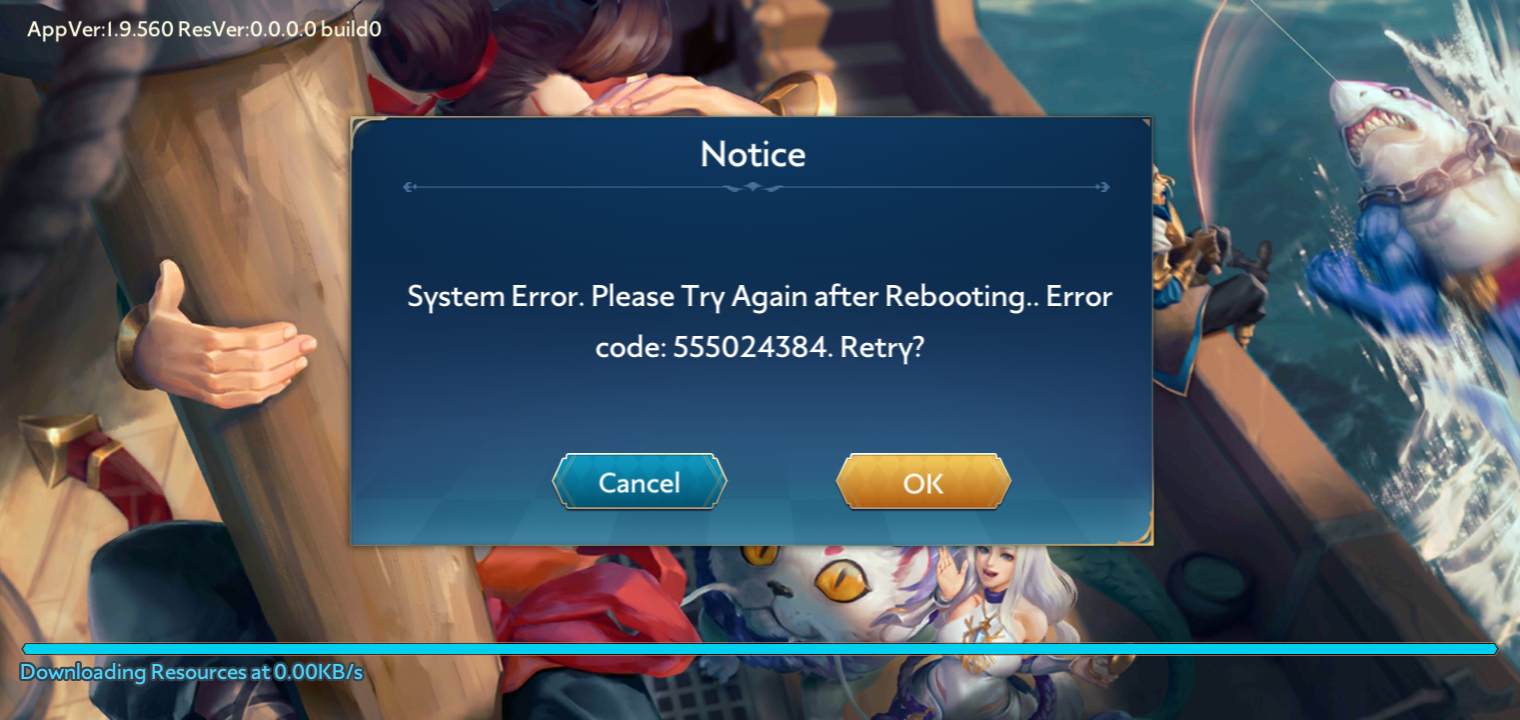 AppVer:1.9.560 ResVer:0.0.0.0 build0
Notice
System Error. Please Try Again after Rebooting.. Error
code: 555024384. Retry?
Cancel
OK
Downloading Resources at 0.00KB/s